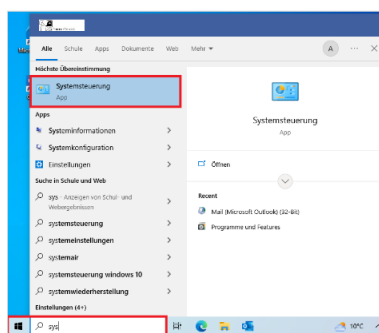 Alle Schule Apps Dokumente Web Mehr A ... ×
Höchste Übereinstimmung
Systemsteuerung
App
Apps
Systeminformationen
Systemkonfiguration
Einstellungen
Suche in Schule und Web
sys - Anzeigen von Schul- und
Webergebnissen
systemsteuerung
systemeinstellungen
systemair
systemsteuerung windows 10
systemwiederherstellung
Einstellungen (4+)
Systemsteuerung
App
Öffnen
Recent
Mail (Microsoft Outlook) (32-Bit)
Programme und Features
sys
10°C